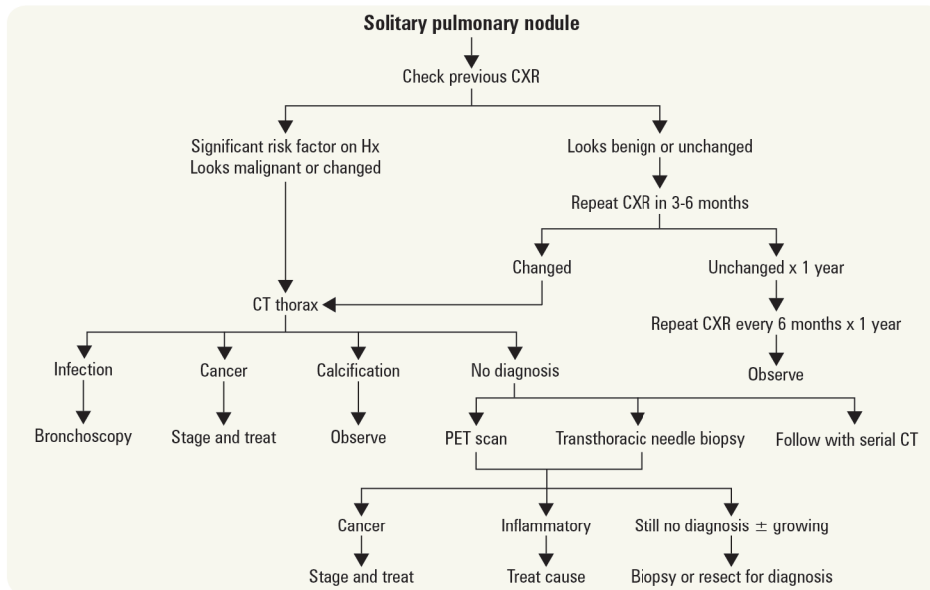 Solitary pulmonary nodule
Check previous CXR
Significant risk factor on Hx
Looks malignant or changed
Looks benign or unchanged
Repeat CXR in 3-6 months
Changed
Unchanged x 1 year
CT thorax
Repeat CXR every 6 months x 1 year
Infection
Cancer
Calcification
No diagnosis
Observe
Bronchoscopy
Stage and treat
Observe
PET scan
Transthoracic needle biopsy
Follow with serial CT
Cancer
Inflammatory
Still no diagnosis ± growing
Stage and treat
Treat cause
Biopsy or resect for diagnosis